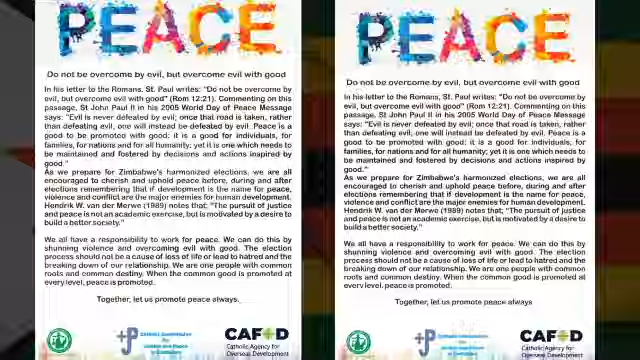 PEACE
Do not be overcome by evil, but overcome evil with good
In his letter to the Romans, St. Paul writes: "Do not be overcome by
evil, but overcome evil with good" (Rom 12:21). Commenting on this
passage, St John Paul II in his 2005 World Day of Peace Message
says: "Evil is never defeated by evil; once that road is taken, rather
than defeating evil, one will instead be defeated by evil. Peace is a
good to be promoted with good: it is a good for individuals, for
families, for nations and for all humanity; yet it is one which needs to
be maintained and fostered by decisions and actions inspired by
good."
As we prepare for Zimbabwe's harmonized elections, we are all
encouraged to cherish and uphold peace before, during and after
elections remembering that if development is the name for peace,
violence and conflict are the major enemies for human development.
Hendrik W. van der Merwe (1989) notes that; "The pursuit of justice
and peace is not an academic exercise, but is motivated by a desire to
build a better society."
We all have a responsibility to work for peace. We can do this by
shunning violence and overcoming evil with good. The election
process should not be a cause of loss of life or lead to hatred and the
breaking down of our relationship. We are one people with common
roots and common destiny. When the common good is promoted at
every level, peace is promoted.
Together, let us promote peace always.
CAFOD
Catholic Agency for
Overseas Development
PEACE
Do not be overcome by evil, but overcome evil with good
In his letter to the Romans, St. Paul writes: "Do not be overcome by
evil, but overcome evil with good" (Rom 12:21). Commenting on this
passage, St John Paul II in his 2005 World Day of Peace Message
says: "Evil is never defeated by evil; once that road is taken, rather
than defeating evil, one will instead be defeated by evil. Peace is a
good to be promoted with good: it is a good for individuals, for
families, for nations and for all humanity; yet it is one which needs to
be maintained and fostered by decisions and actions inspired by
good."
As we prepare for Zimbabwe's harmonized elections, we are all
encouraged to cherish and uphold peace before, during and after
elections remembering that if development is the name for peace,
violence and conflict are the major enemies for human development.
Hendrik W. van der Merwe (1989) notes that; "The pursuit of justice
and peace is not an academic exercise, but is motivated by a desire to
build a better society."
We all have a responsibility to work for peace. We can do this by
shunning violence and overcoming evil with good. The election
process should not be a cause of loss of life or lead to hatred and the
breaking down of our relationship. We are one people with common
roots and common destiny. When the common good is promoted at
every level, peace is promoted.
Together, let us promote peace always
CAFOD
Catholic Agency for
Overseas Development